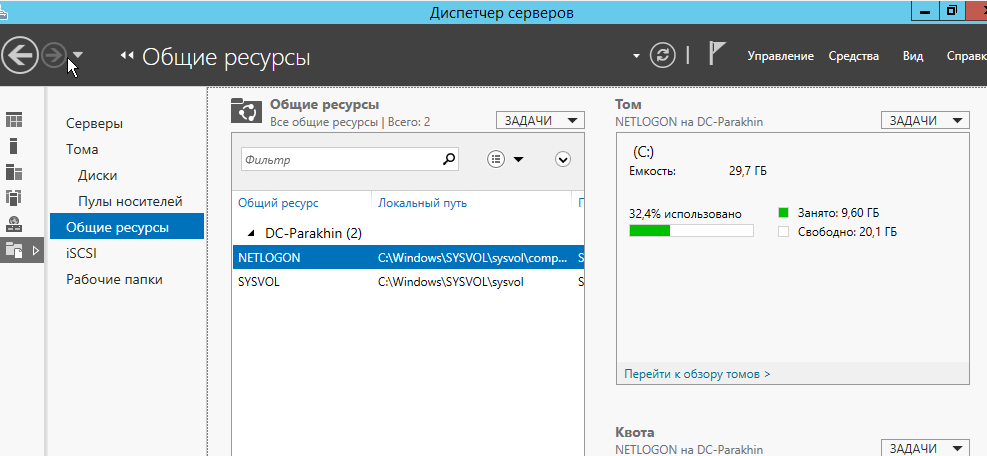 Диспетчер серверов
Общие ресурсы
Управление Средства Вид Справк
Серверы
Тома
Диски
Пулы носителей
Общие ресурсы
iSCSI
Рабочие папки
Общие ресурсы
Все общие ресурсы | Всего: 2
ЗАДАЧИ
Фильтр
Общий ресурс Локальный путь
DC-Parakhin (2)
NETLOGON C:\Windows\SYSVOL\sysvol\comp... S
SYSVOL C:\Windows\SYSVOL\sysvol S
Том
NETLOGON на DC-Parakhin
ЗАДАЧИ
(C:)
Емкость: 29,7 ГБ
32,4% использовано
Занято: 9,60 ГБ
Свободно: 20,1 ГБ
Перейти к обзору томов >
Квота
NETLOGON на DC-Parakhin
ЗАДАЧИ